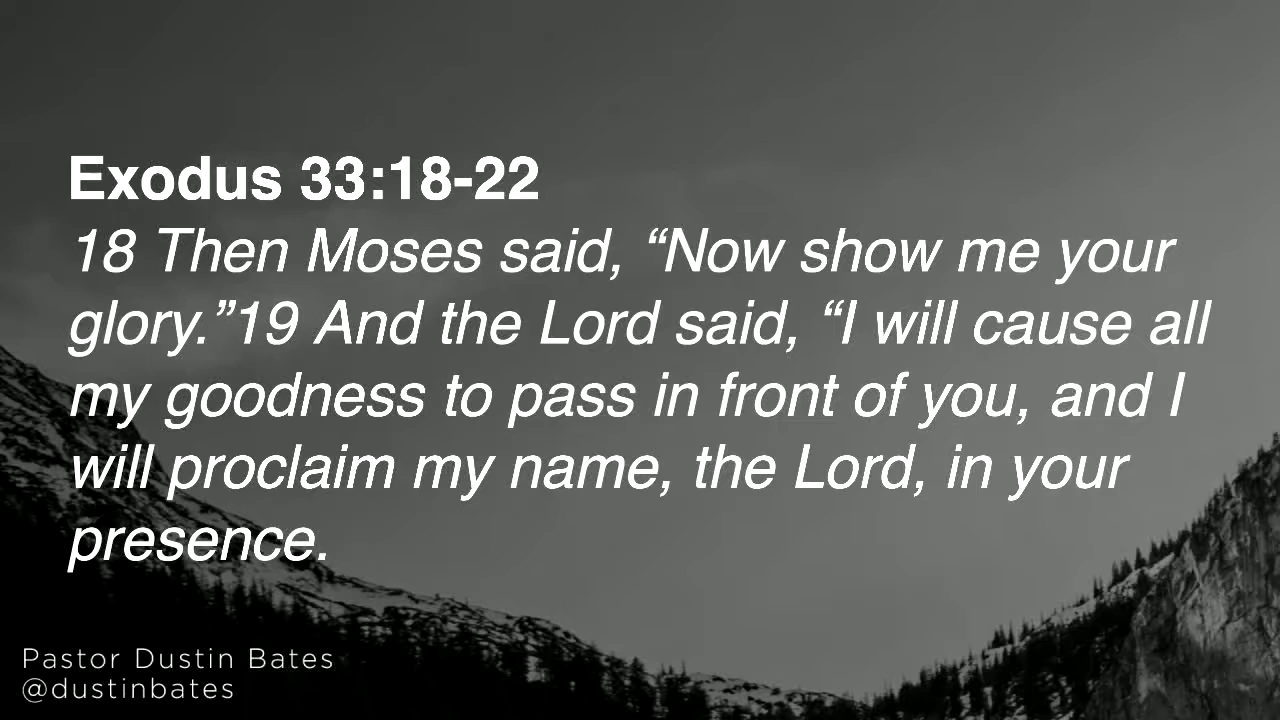 Exodus 33:18-22
18 Then Moses said, “Now show me your
glory.”19 And the Lord said, “I will cause all
my goodness to pass in front of you, and I
will proclaim my name, the Lord, in your
presence.
Pastor Dustin Bates
@dustinbates